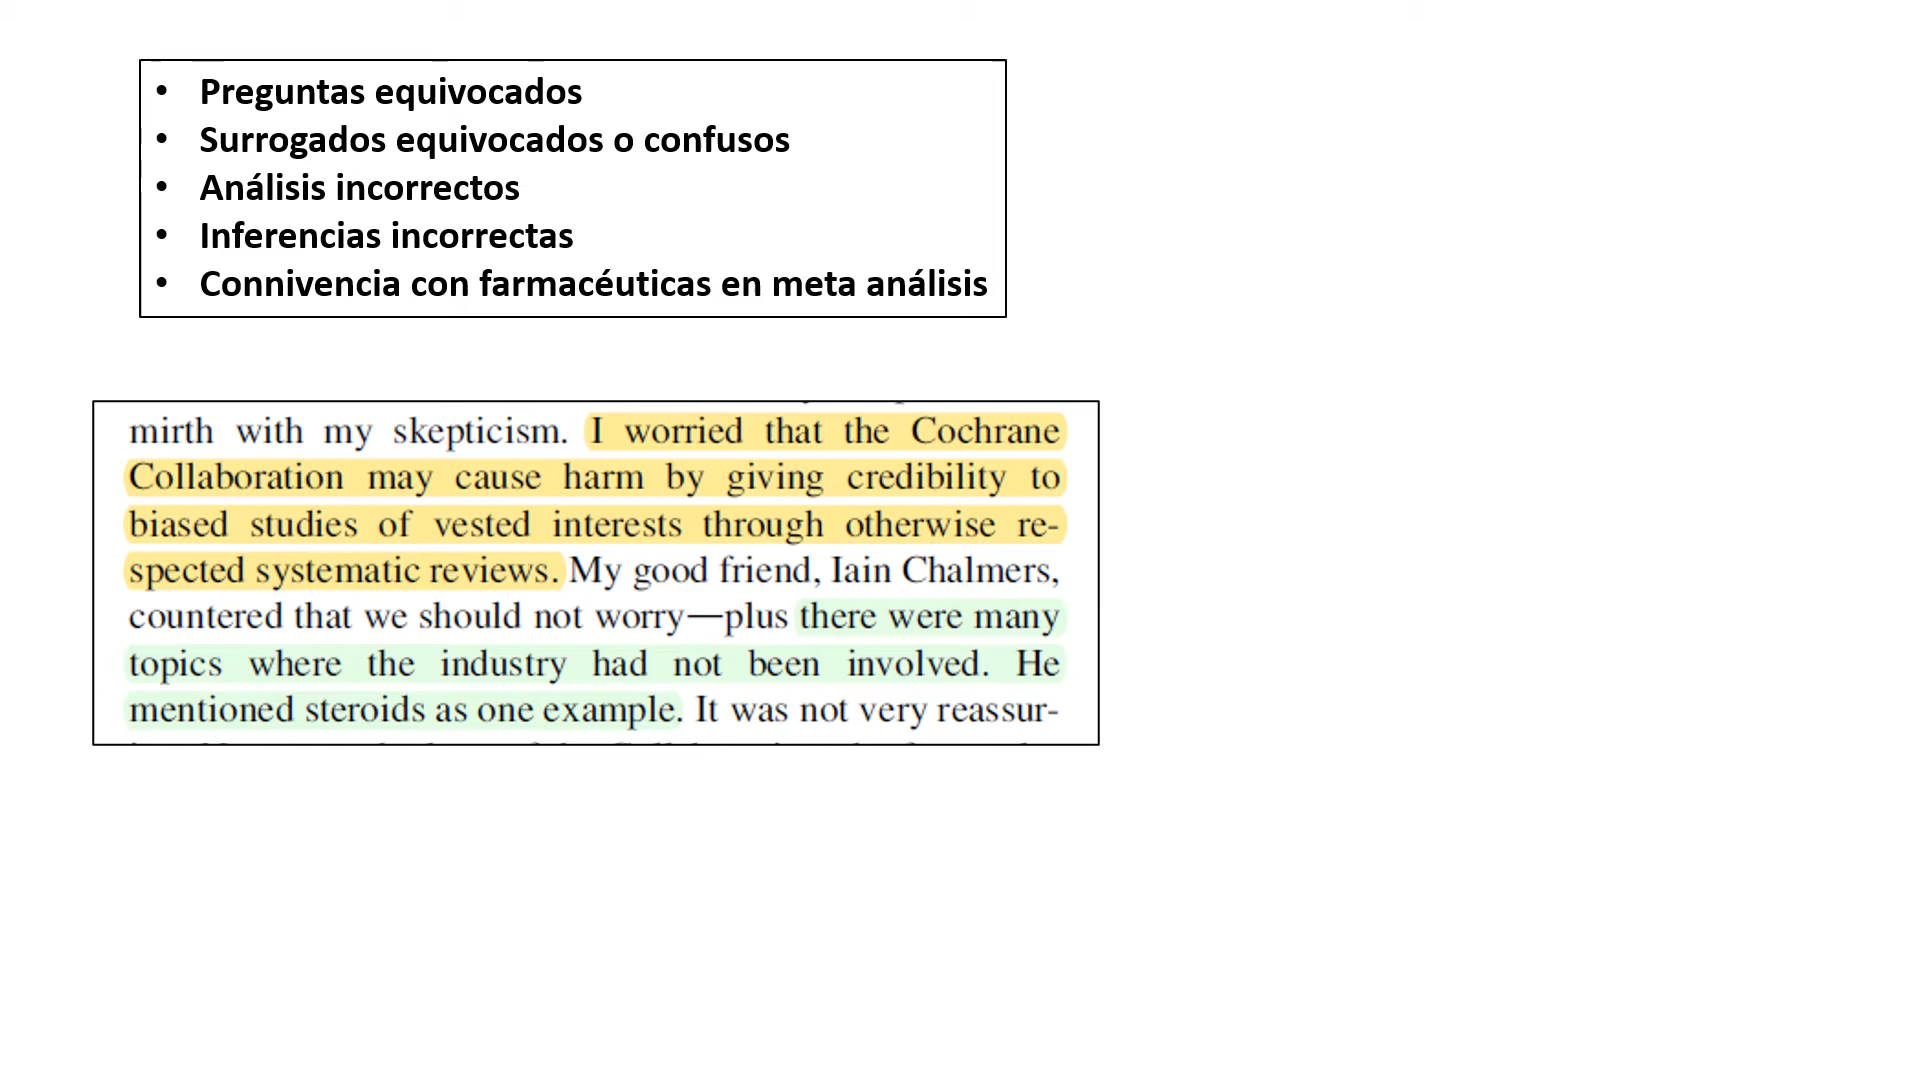 • Preguntas equivocados
• Surrogados equivocados o confusos
• Análisis incorrectos
• Inferencias incorrectas
• Connivencia con farmacéuticas en meta análisis
mirth with my skepticism. I worried that the Cochrane
Collaboration may cause harm by giving credibility to
biased studies of vested interests through otherwise re-
spected systematic reviews. My good friend, Iain Chalmers,
countered that we should not worry—plus there were many
topics where the industry had not been involved. He
mentioned steroids as one example. It was not very reassur-